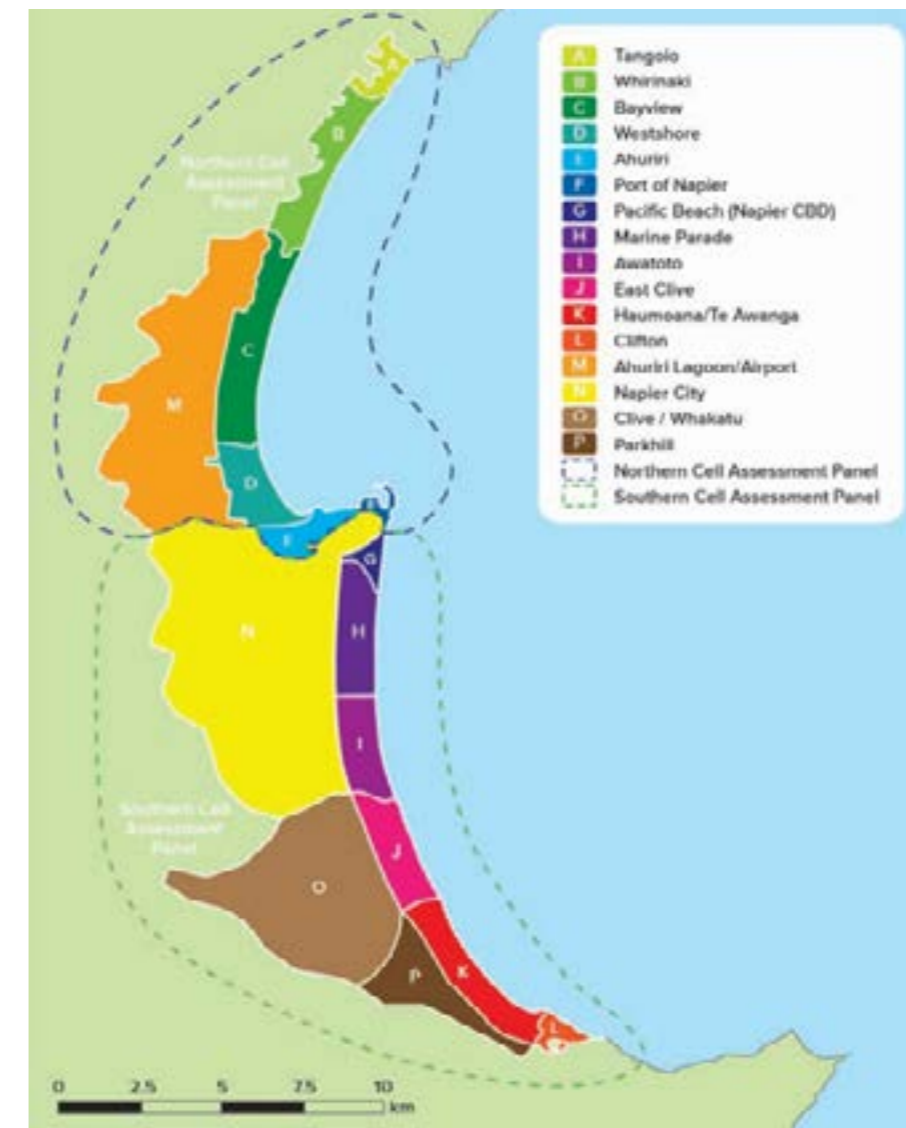 A Tangoio
B Whirinaki
C Bayview
D Westshore
E Ahuriri
F Port of Napier
G Pacific Beach (Napier CBD)
H Marine Parade
I Awatoto
J East Clive
K Haumoana/Te Awanga
L Clifton
M Ahuriri Lagoon/Airport
N Napier City
O Clive / Whakatu
P Parkhill
Northern Cell Assessment Panel
Southern Cell Assessment Panel
A
B
Northern Cell
Assessment
Panel
C
M
D
E
G
N
H
I
Southern Cell
Assessment
Panel
J
O
K
P
L
0 2.5 5 7.5 10
km